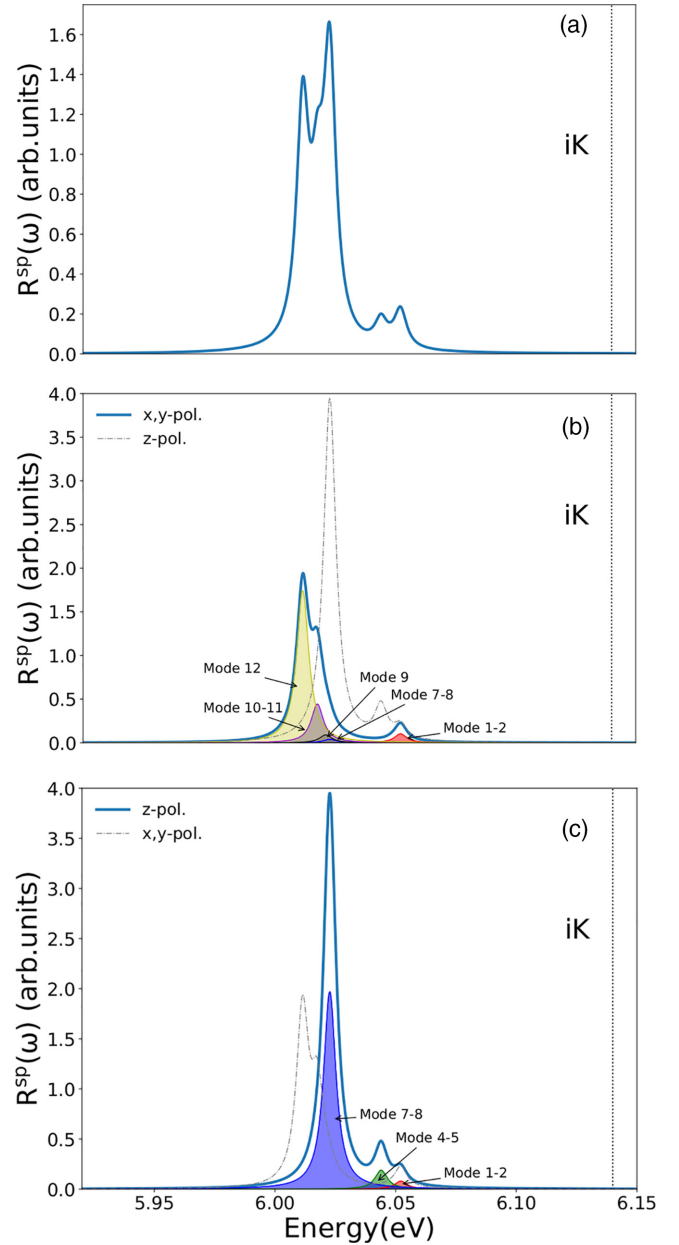 (a)
iK
R^sp(ω) (arb.units)
1.6
1.4
1.2
1.0
0.8
0.6
0.4
0.2
0.0
(b)
x,y-pol.
z-pol.
iK
R^sp(ω) (arb.units)
4.0
3.5
3.0
2.5
2.0
1.5
1.0
0.5
0.0
Mode 12
Mode 9
Mode 10-11
Mode 7-8
Mode 1-2
(c)
z-pol.
x,y-pol.
iK
R^sp(ω) (arb.units)
4.0
3.5
3.0
2.5
2.0
1.5
1.0
0.5
0.0
Mode 7-8
Mode 4-5
Mode 1-2
5.95 6.00 6.05 6.10 6.15
Energy(eV)